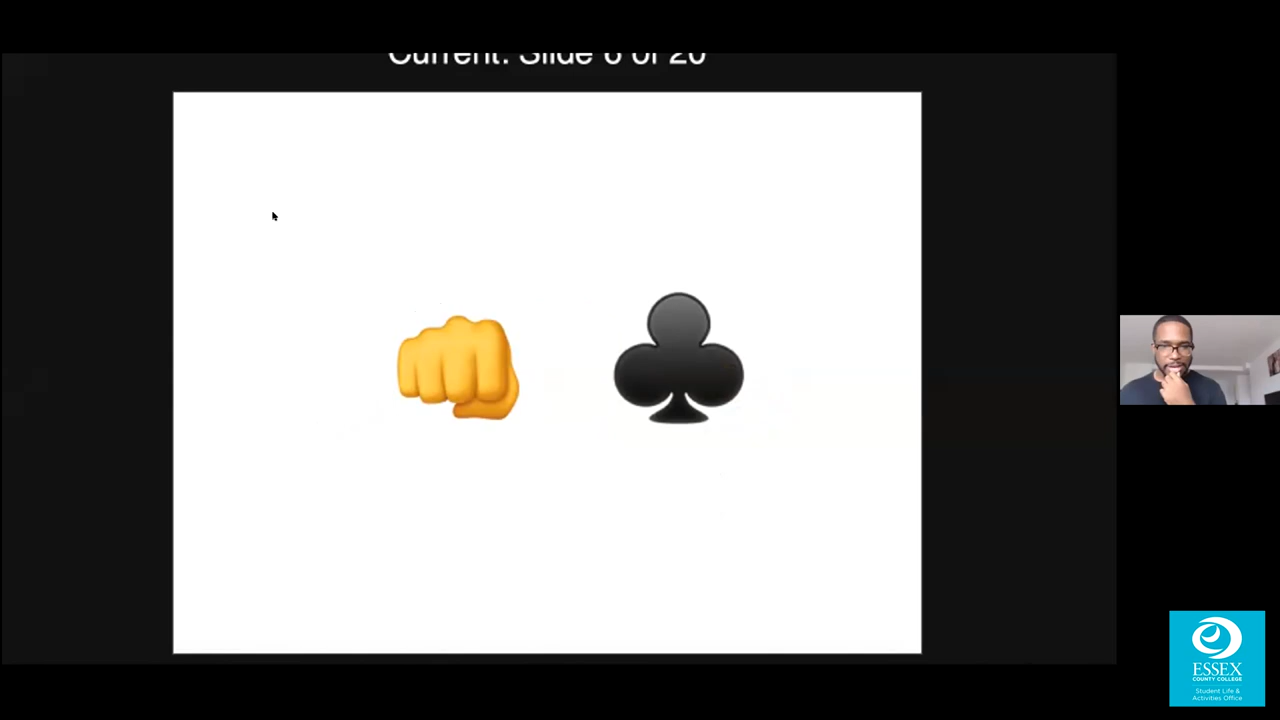 Current: Slide 6 of 20
ESSEX
COUNTY COLLEGE
Student Life &
Activities Office